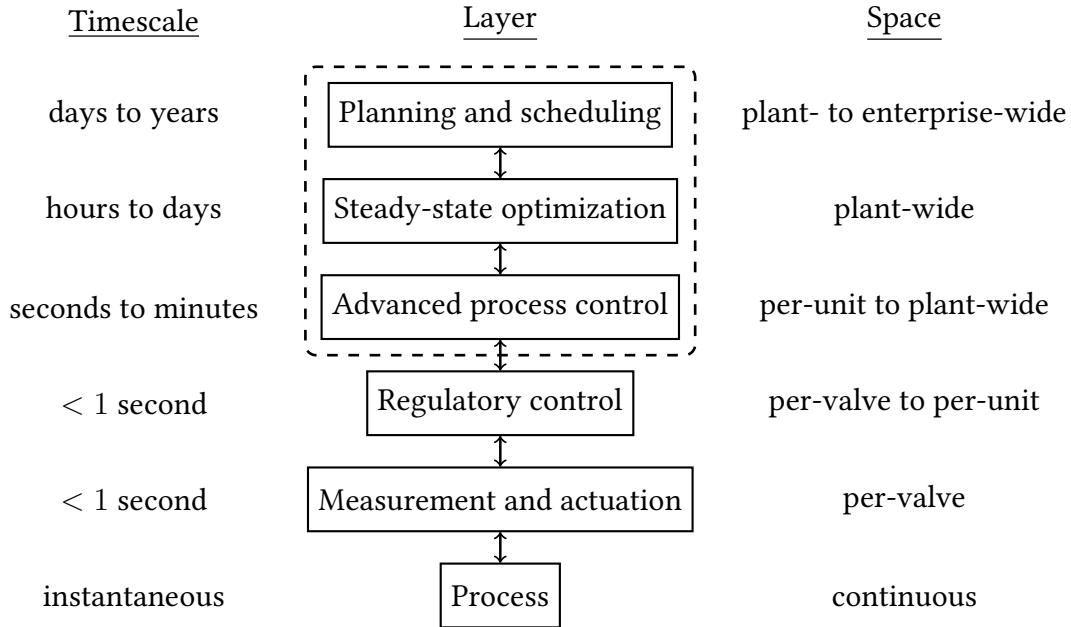 Timescale Layer Space
days to years Planning and scheduling plant- to enterprise-wide
hours to days Steady-state optimization plant-wide
seconds to minutes Advanced process control per-unit to plant-wide
< 1 second Regulatory control per-valve to per-unit
< 1 second Measurement and actuation per-valve
instantaneous Process continuous